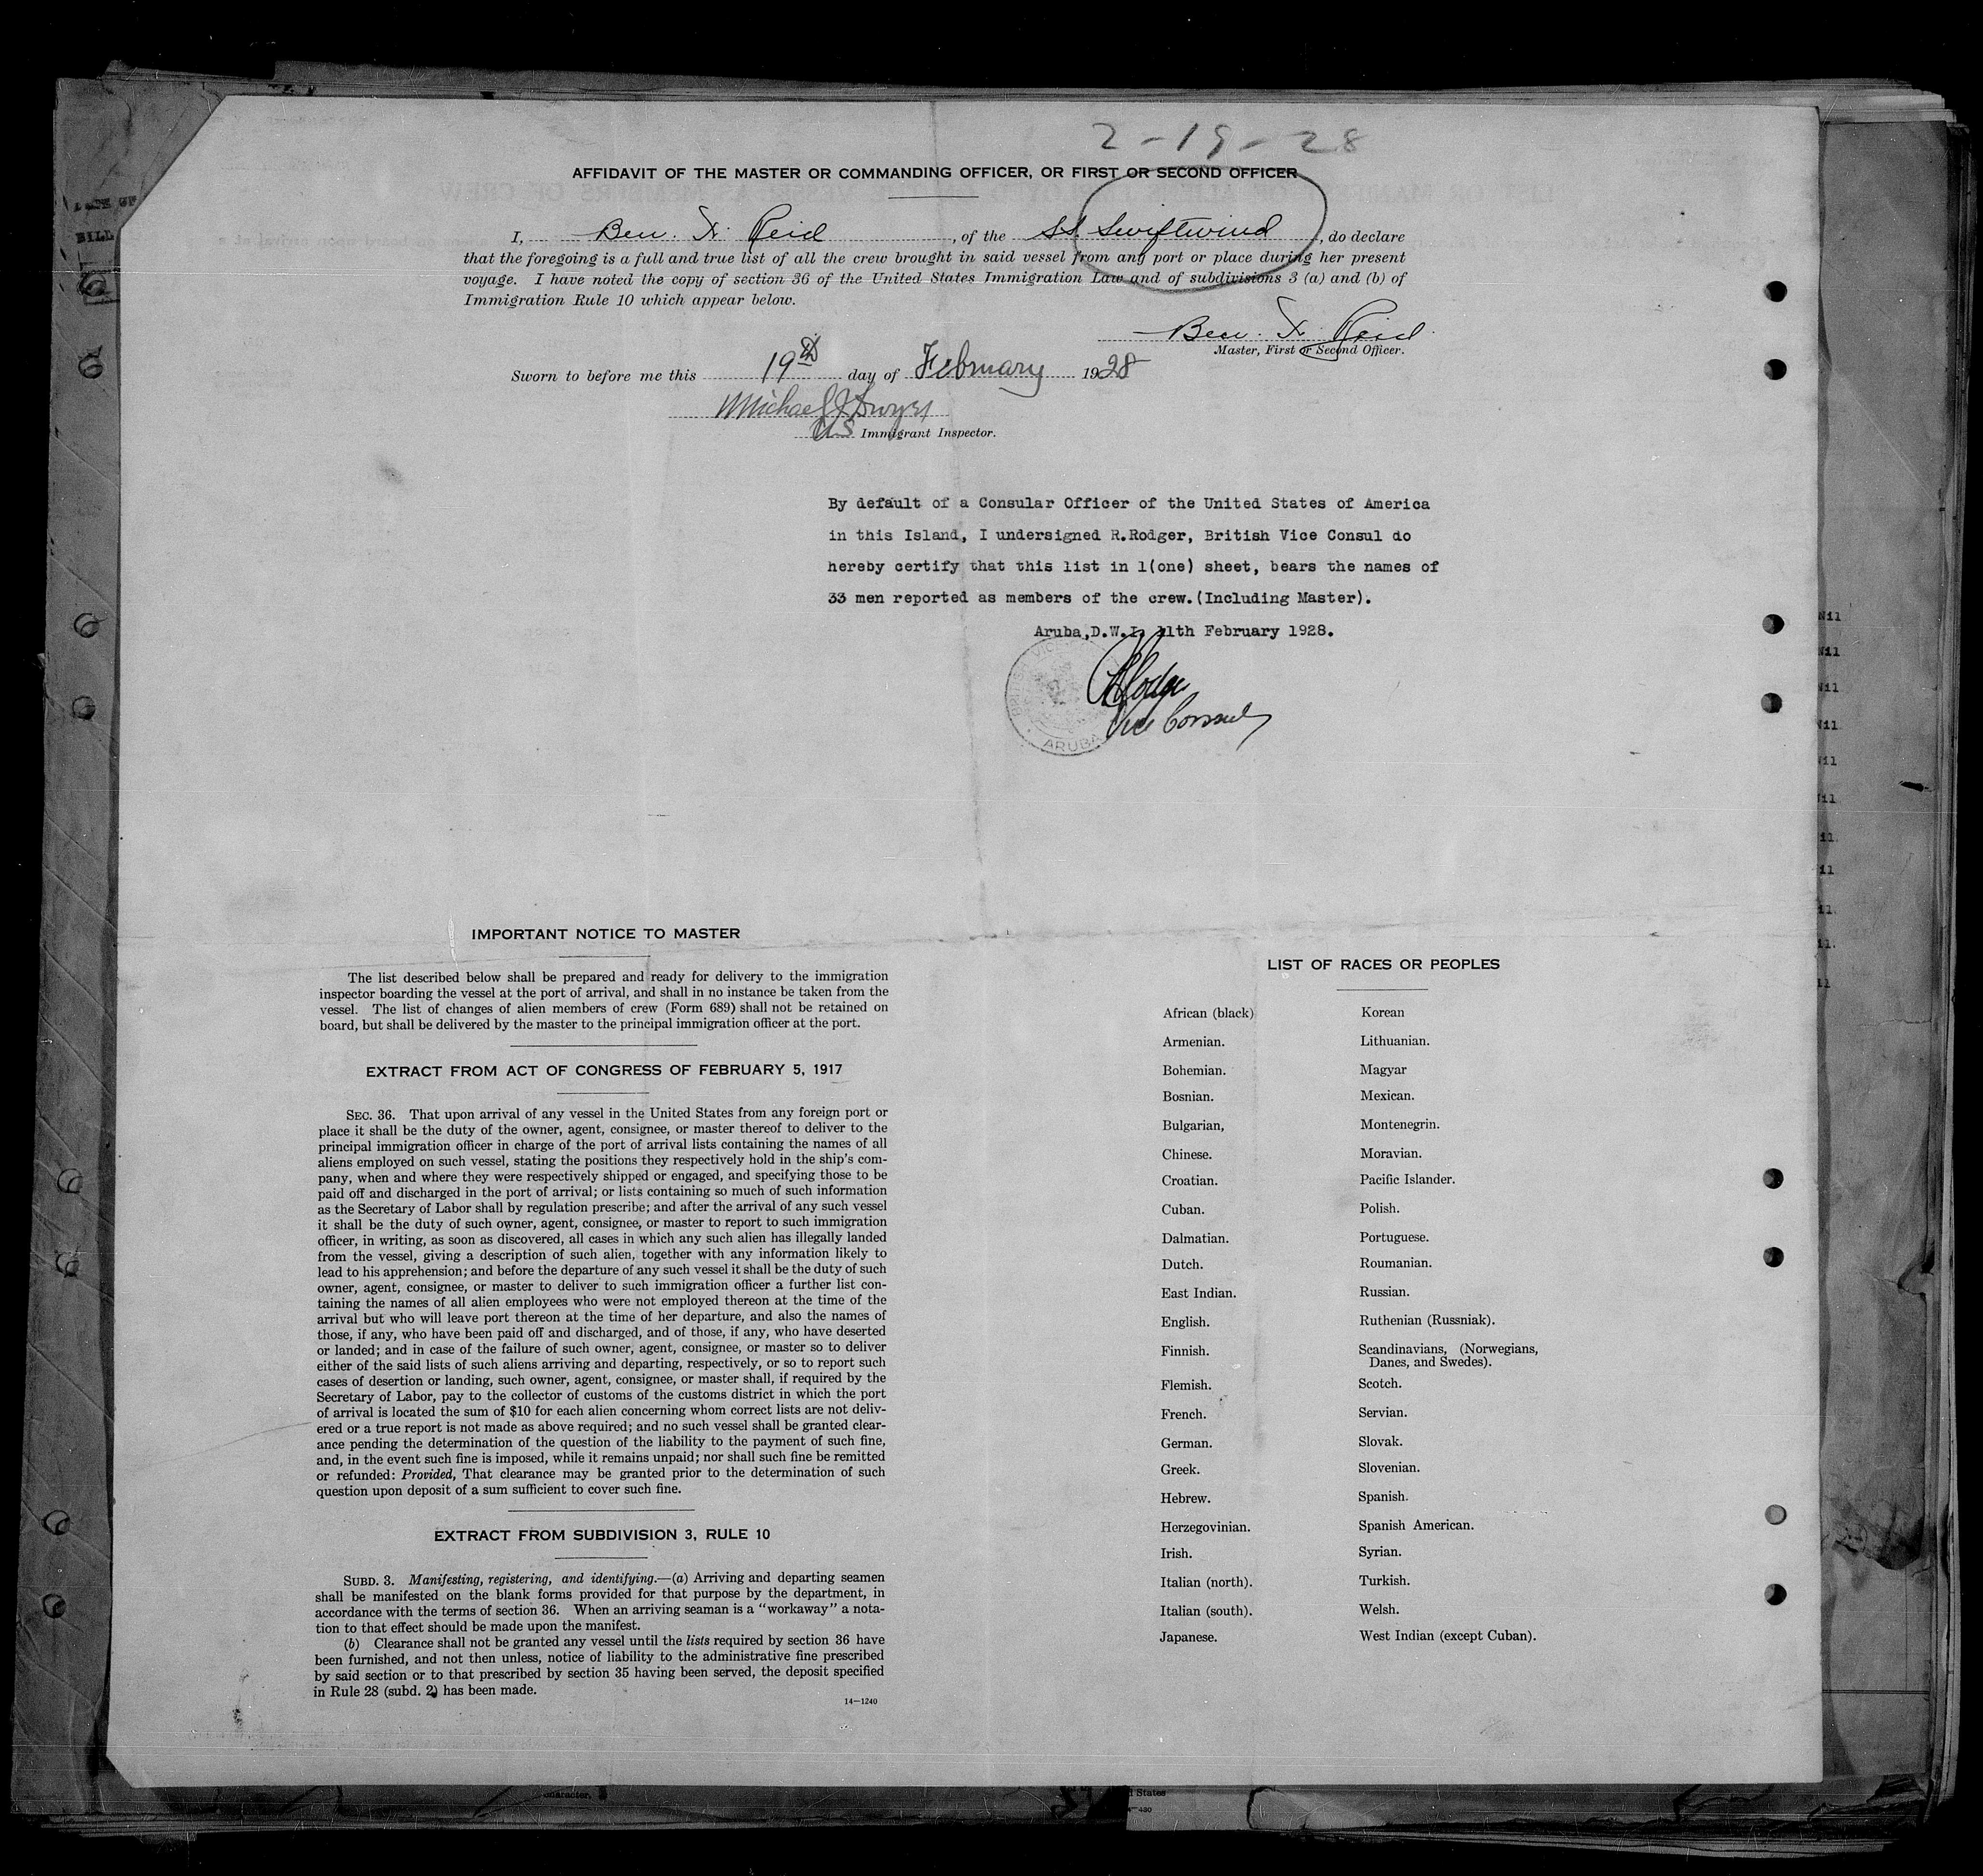 2-19-28
AFFIDAVIT OF THE MASTER OR COMMANDING OFFICER, OR FIRST OR SECOND OFFICER
I, Ben. F. Reid, of the SS. Swiftwind, do declare
that the foregoing is a full and true list of all the crew brought in said vessel from any port or place during her present
voyage. I have noted the copy of section 36 of the United States Immigration Law and of subdivisions 3 (a) and (b) of
Immigration Rule 10 which appear below.
Ben. F. Reid.
Master, First or Second Officer.
Sworn to before me this 19th day of February 1928
Michael J Dwyer
US Immigrant Inspector.
By default of a Consular Officer of the United States of America
in this Island, I undersigned R.Rodger, British Vice Consul do
hereby certify that this list in 1(one) sheet, bears the names of
33 men reported as members of the crew.(Including Master).
Aruba,D.W.I. 11th February 1928.
Vice Consul
BRITISH VICE
ARUBA
IMPORTANT NOTICE TO MASTER
The list described below shall be prepared and ready for delivery to the immigration
inspector boarding the vessel at the port of arrival, and shall in no instance be taken from the
vessel. The list of changes of alien members of crew (Form 689) shall not be retained on
board, but shall be delivered by the master to the principal immigration officer at the port.
EXTRACT FROM ACT OF CONGRESS OF FEBRUARY 5, 1917
SEC. 36. That upon arrival of any vessel in the United States from any foreign port or
place it shall be the duty of the owner, agent, consignee, or master thereof to deliver to the
principal immigration officer in charge of the port of arrival lists containing the names of all
aliens employed on such vessel, stating the positions they respectively hold in the ship's com-
pany, when and where they were respectively shipped or engaged, and specifying those to be
paid off and discharged in the port of arrival; or lists containing so much of such information
as the Secretary of Labor shall by regulation prescribe; and after the arrival of any such vessel
it shall be the duty of such owner, agent, consignee, or master to report to such immigration
officer, in writing, as soon as discovered, all cases in which any such alien has illegally landed
from the vessel, giving a description of such alien, together with any information likely to
lead to his apprehension; and before the departure of any such vessel it shall be the duty of such
owner, agent, consignee, or master to deliver to such immigration officer a further list con-
taining the names of all alien employees who were not employed thereon at the time of the
arrival but who will leave port thereon at the time of her departure, and also the names of
those, if any, who have been paid off and discharged, and of those, if any, who have deserted
or landed; and in case of the failure of such owner, agent, consignee, or master so to deliver
either of the said lists of such aliens arriving and departing, respectively, or so to report such
cases of desertion or landing, such owner, agent, consignee, or master shall, if required by the
Secretary of Labor, pay to the collector of customs of the customs district in which the port
of arrival is located the sum of $10 for each alien concerning whom correct lists are not deliv-
ered or a true report is not made as above required; and no such vessel shall be granted clear-
ance pending the determination of the question of the liability to the payment of such fine,
and, in the event such fine is imposed, while it remains unpaid; nor shall such fine be remitted
or refunded: Provided, That clearance may be granted prior to the determination of such
question upon deposit of a sum sufficient to cover such fine.
EXTRACT FROM SUBDIVISION 3, RULE 10
SUBD. 3. Manifesting, registering, and identifying.—(a) Arriving and departing seamen
shall be manifested on the blank forms provided for that purpose by the department, in
accordance with the terms of section 36. When an arriving seaman is a "workaway" a nota-
tion to that effect should be made upon the manifest.
(b) Clearance shall not be granted any vessel until the lists required by section 36 have
been furnished, and not then unless, notice of liability to the administrative fine prescribed
by said section or to that prescribed by section 35 having been served, the deposit specified
in Rule 28 (subd. 2) has been made.
14—1240
LIST OF RACES OR PEOPLES
African (black)
Armenian.
Bohemian.
Bosnian.
Bulgarian,
Chinese.
Croatian.
Cuban.
Dalmatian.
Dutch.
East Indian.
English.
Finnish.
Flemish.
French.
German.
Greek.
Hebrew.
Herzegovinian.
Irish.
Italian (north).
Italian (south).
Japanese.
Korean
Lithuanian.
Magyar
Mexican.
Montenegrin.
Moravian.
Pacific Islander.
Polish.
Portuguese.
Roumanian.
Russian.
Ruthenian (Russniak).
Scandinavians, (Norwegians,
Danes, and Swedes).
Scotch.
Servian.
Slovak.
Slovenian.
Spanish.
Spanish American.
Syrian.
Turkish.
Welsh.
West Indian (except Cuban).